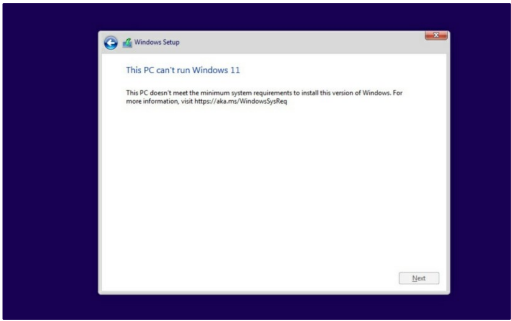 Windows Setup
This PC can't run Windows 11
This PC doesn't meet the minimum system requirements to install this version of Windows. For
more information, visit https://aka.ms/WindowsSysReq
Next